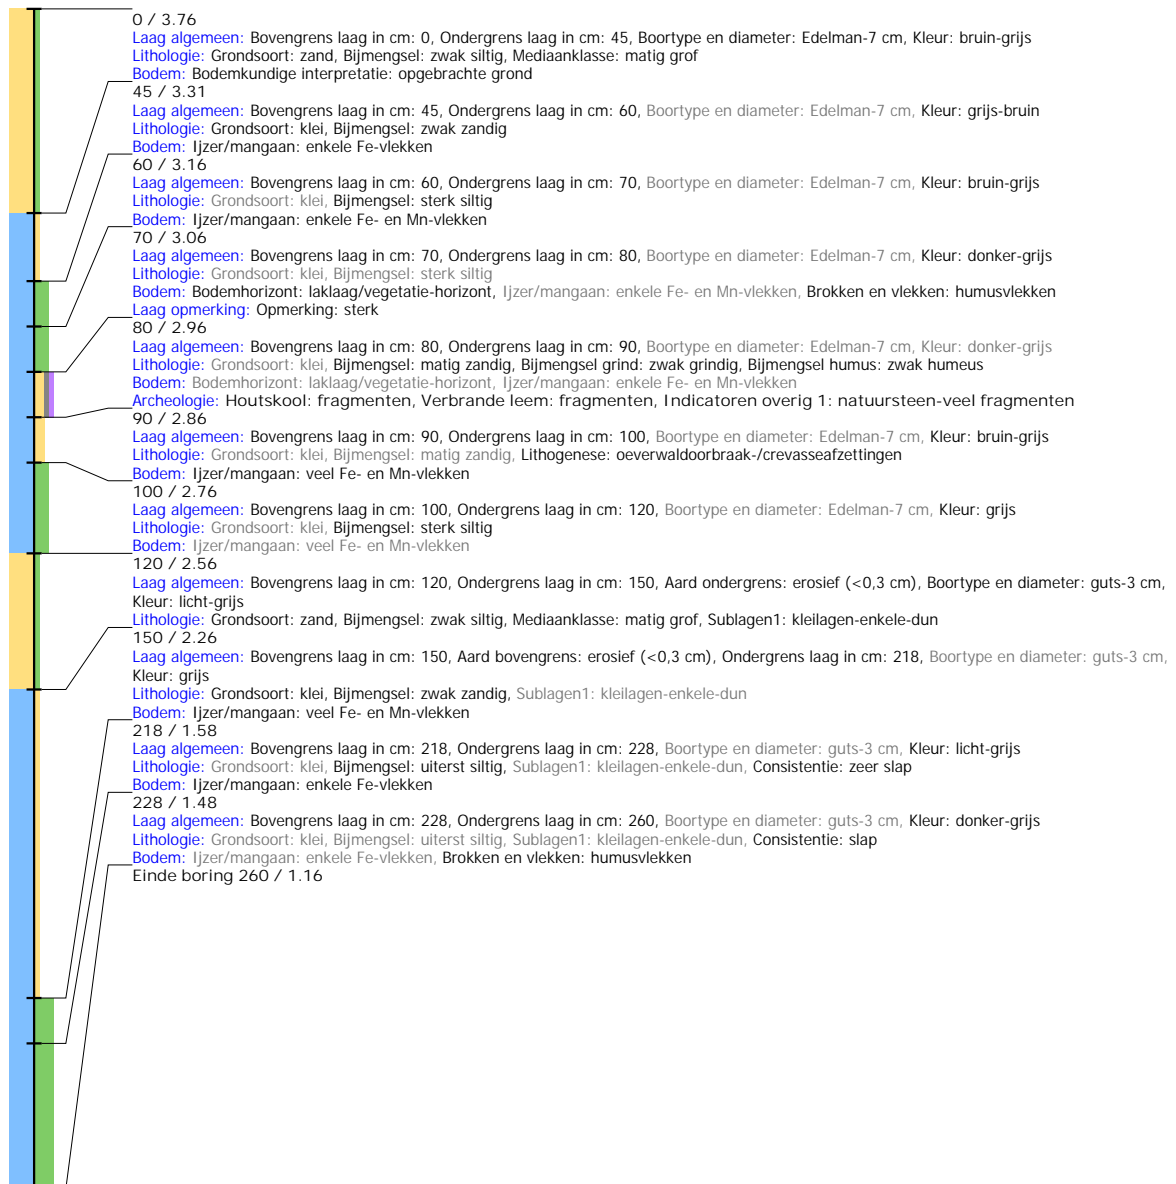 0 / 3.76
Laag algemeen: Bovengrens laag in cm: 0, Ondergrens laag in cm: 45, Boortype en diameter: Edelman-7 cm, Kleur: bruin-grijs
Lithologie: Grondsoort: zand, Bijmengsel: zwak siltig, Mediaanklasse: matig grof
Bodem: Bodemkundige interpretatie: opgebrachte grond
45 / 3.31
Laag algemeen: Bovengrens laag in cm: 45, Ondergrens laag in cm: 60, Boortype en diameter: Edelman-7 cm, Kleur: grijs-bruin
Lithologie: Grondsoort: klei, Bijmengsel: zwak zandig
Bodem: Ijzer/mangaan: enkele Fe-vlekken
60 / 3.16
Laag algemeen: Bovengrens laag in cm: 60, Ondergrens laag in cm: 70, Boortype en diameter: Edelman-7 cm, Kleur: bruin-grijs
Lithologie: Grondsoort: klei, Bijmengsel: sterk siltig
Bodem: Ijzer/mangaan: enkele Fe- en Mn-vlekken
70 / 3.06
Laag algemeen: Bovengrens laag in cm: 70, Ondergrens laag in cm: 80, Boortype en diameter: Edelman-7 cm, Kleur: donker-grijs
Lithologie: Grondsoort: klei, Bijmengsel: sterk siltig
Bodem: Bodemhorizont: laklaag/vegetatie-horizont, Ijzer/mangaan: enkele Fe- en Mn-vlekken, Brokken en vlekken: humusvlekken
Laag opmerking: Opmerking: sterk
80 / 2.96
Laag algemeen: Bovengrens laag in cm: 80, Ondergrens laag in cm: 90, Boortype en diameter: Edelman-7 cm, Kleur: donker-grijs
Lithologie: Grondsoort: klei, Bijmengsel: matig zandig, Bijmengsel grind: zwak grindig, Bijmengsel humus: zwak humeus
Bodem: Bodemhorizont: laklaag/vegetatie-horizont, Ijzer/mangaan: enkele Fe- en Mn-vlekken
Archeologie: Houtskool: fragmenten, Verbrande leem: fragmenten, Indicatoren overig 1: natuursteen-veel fragmenten
90 / 2.86
Laag algemeen: Bovengrens laag in cm: 90, Ondergrens laag in cm: 100, Boortype en diameter: Edelman-7 cm, Kleur: bruin-grijs
Lithologie: Grondsoort: klei, Bijmengsel: matig zandig, Lithogenese: oeverwaldoorbraak-/crevasseafzettingen
Bodem: Ijzer/mangaan: veel Fe- en Mn-vlekken
100 / 2.76
Laag algemeen: Bovengrens laag in cm: 100, Ondergrens laag in cm: 120, Boortype en diameter: Edelman-7 cm, Kleur: grijs
Lithologie: Grondsoort: klei, Bijmengsel: sterk siltig
Bodem: Ijzer/mangaan: veel Fe- en Mn-vlekken
120 / 2.56
Laag algemeen: Bovengrens laag in cm: 120, Ondergrens laag in cm: 150, Aard ondergrens: erosief (<0,3 cm), Boortype en diameter: guts-3 cm,
Kleur: licht-grijs
Lithologie: Grondsoort: zand, Bijmengsel: zwak siltig, Mediaanklasse: matig grof, Sublagen1: kleilagen-enkele-dun
150 / 2.26
Laag algemeen: Bovengrens laag in cm: 150, Aard bovengrens: erosief (<0,3 cm), Ondergrens laag in cm: 218, Boortype en diameter: guts-3 cm,
Kleur: grijs
Lithologie: Grondsoort: klei, Bijmengsel: zwak zandig, Sublagen1: kleilagen-enkele-dun
Bodem: Ijzer/mangaan: veel Fe- en Mn-vlekken
218 / 1.58
Laag algemeen: Bovengrens laag in cm: 218, Ondergrens laag in cm: 228, Boortype en diameter: guts-3 cm, Kleur: licht-grijs
Lithologie: Grondsoort: klei, Bijmengsel: uiterst siltig, Sublagen1: kleilagen-enkele-dun, Consistentie: zeer slap
Bodem: Ijzer/mangaan: enkele Fe-vlekken
228 / 1.48
Laag algemeen: Bovengrens laag in cm: 228, Ondergrens laag in cm: 260, Boortype en diameter: guts-3 cm, Kleur: donker-grijs
Lithologie: Grondsoort: klei, Bijmengsel: uiterst siltig, Sublagen1: kleilagen-enkele-dun, Consistentie: slap
Bodem: Ijzer/mangaan: enkele Fe-vlekken, Brokken en vlekken: humusvlekken
Einde boring 260 / 1.16